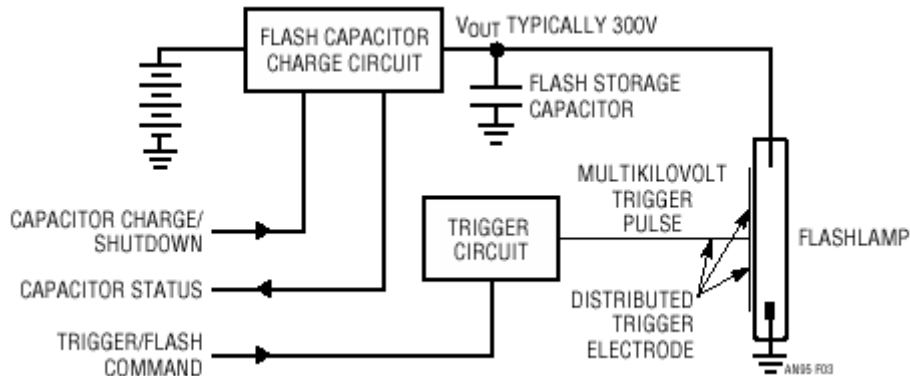 FLASH CAPACITOR
CHARGE CIRCUIT
VOUT TYPICALLY 300V
FLASH STORAGE
CAPACITOR
MULTIKILOVOLT
TRIGGER
PULSE
CAPACITOR CHARGE/
SHUTDOWN
TRIGGER
CIRCUIT
FLASHLAMP
CAPACITOR STATUS
DISTRIBUTED
TRIGGER
ELECTRODE
TRIGGER/FLASH
COMMAND
AN95 F03